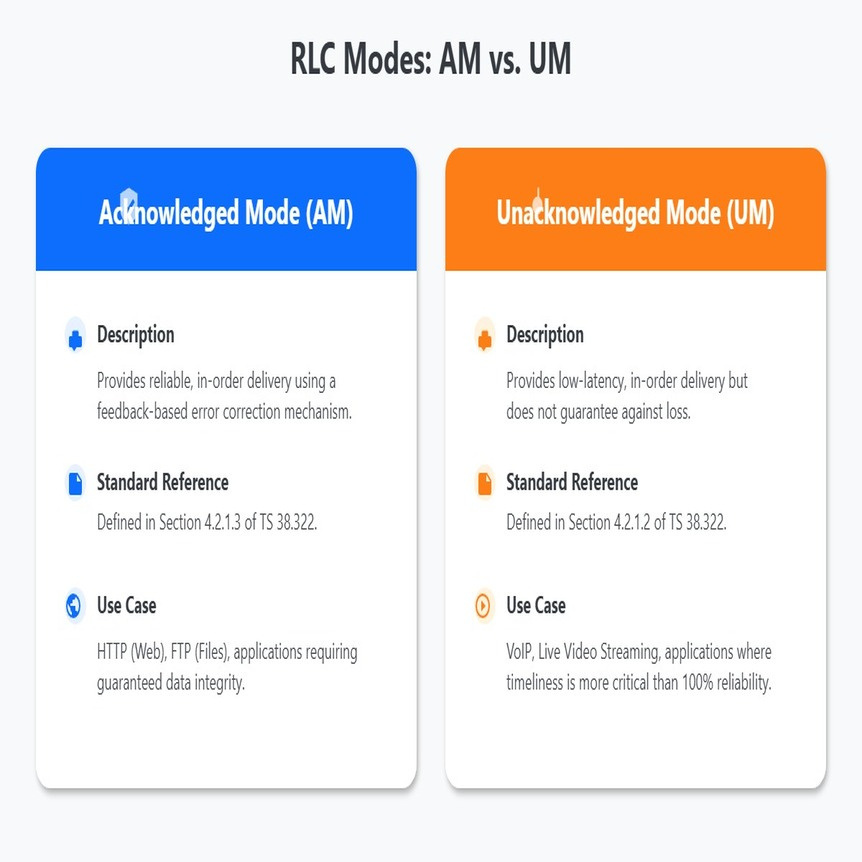 RLC Modes: AM vs. UM
Acknowledged Mode (AM)
Description
Provides reliable, in-order delivery using a
feedback-based error correction mechanism.
Standard Reference
Defined in Section 4.2.1.3 of TS 38.322.
Use Case
HTTP (Web), FTP (Files), applications requiring
guaranteed data integrity.
Unacknowledged Mode (UM)
Description
Provides low-latency, in-order delivery but
does not guarantee against loss.
Standard Reference
Defined in Section 4.2.1.2 of TS 38.322.
Use Case
VoIP, Live Video Streaming, applications where
timeliness is more critical than 100% reliability.